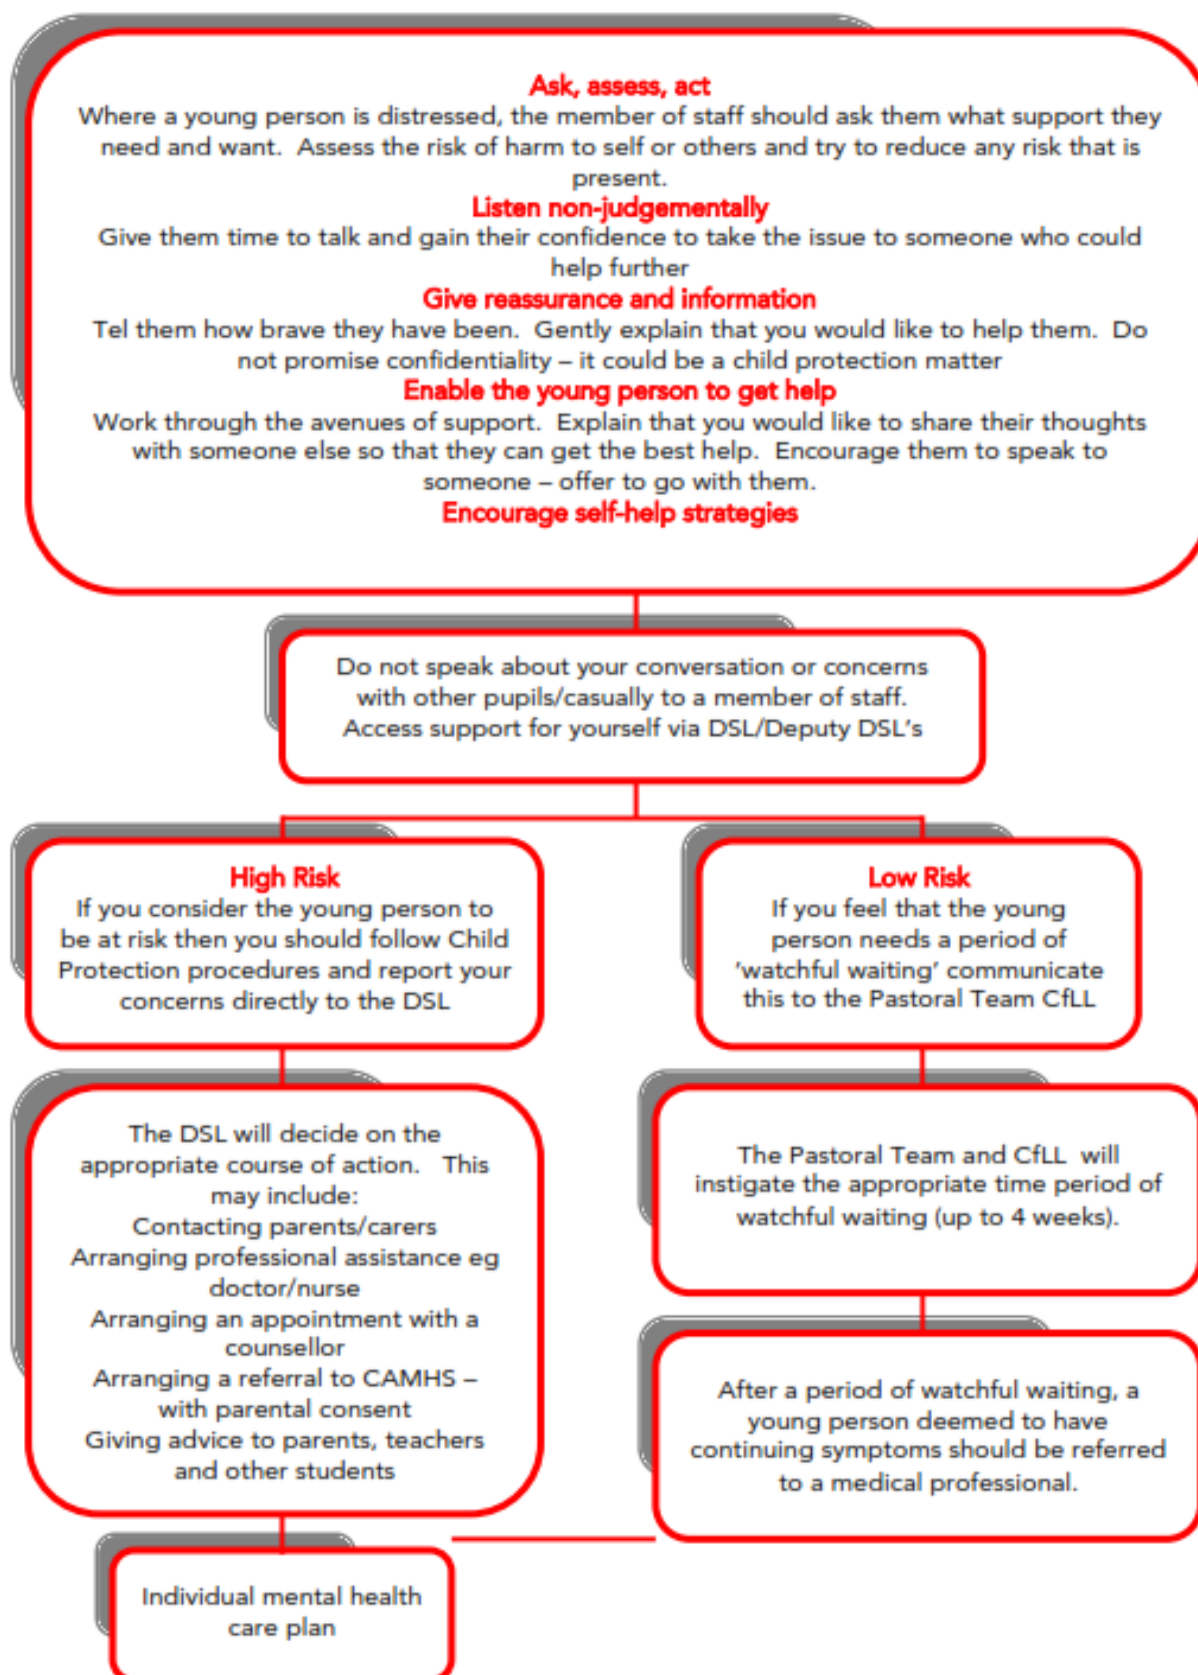 Ask, assess, act
Where a young person is distressed, the member of staff should ask them what support they
need and want. Assess the risk of harm to self or others and try to reduce any risk that is
present.
Listen non-judgementally
Give them time to talk and gain their confidence to take the issue to someone who could
help further
Give reassurance and information
Tel them how brave they have been. Gently explain that you would like to help them. Do
not promise confidentiality – it could be a child protection matter
Enable the young person to get help
Work through the avenues of support. Explain that you would like to share their thoughts
with someone else so that they can get the best help. Encourage them to speak to
someone – offer to go with them.
Encourage self-help strategies
Do not speak about your conversation or concerns
with other pupils/casually to a member of staff.
Access support for yourself via DSL/Deputy DSL's
High Risk
If you consider the young person to
be at risk then you should follow Child
Protection procedures and report your
concerns directly to the DSL
Low Risk
If you feel that the young
person needs a period of
'watchful waiting' communicate
this to the Pastoral Team CfLL
The DSL will decide on the
appropriate course of action. This
may include:
Contacting parents/carers
Arranging professional assistance eg
doctor/nurse
Arranging an appointment with a
counsellor
Arranging a referral to CAMHS –
with parental consent
Giving advice to parents, teachers
and other students
The Pastoral Team and CfLL will
instigate the appropriate time period of
watchful waiting (up to 4 weeks).
After a period of watchful waiting, a
young person deemed to have
continuing symptoms should be referred
to a medical professional.
Individual mental health
care plan